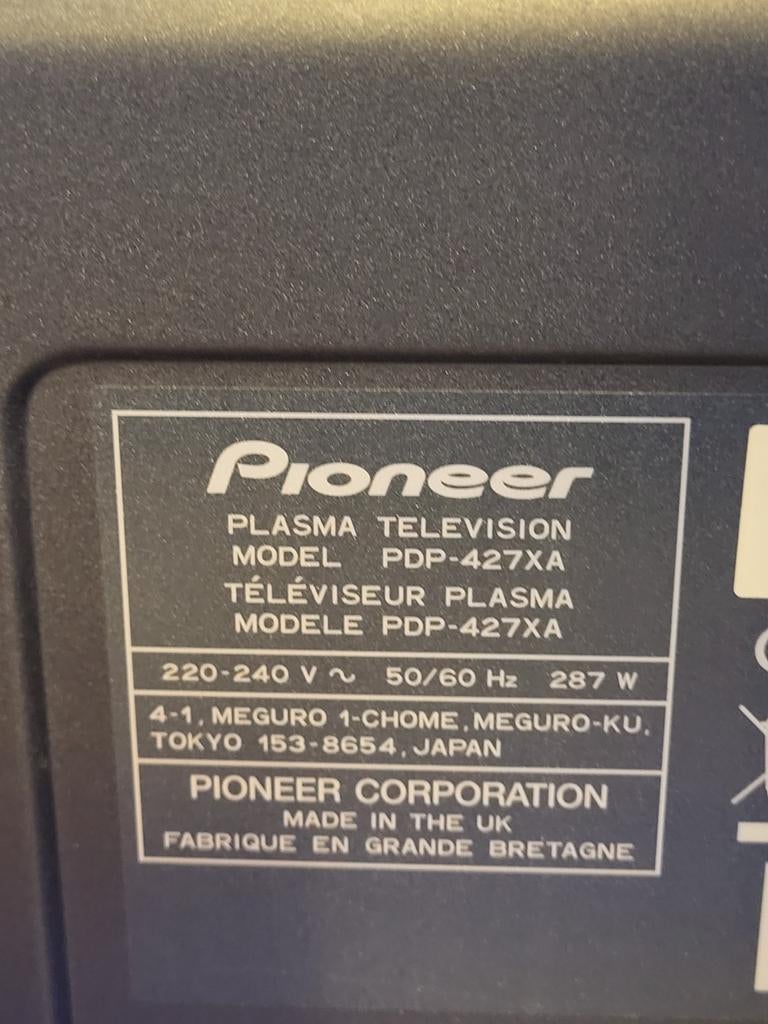 Pioneer
PLASMA TELEVISION
MODEL PDP-427XA
TÉLÉVISEUR PLASMA
MODELE PDP-427XA
220-240 V ~ 50/60 Hz 287 W
4-1, MEGURO 1-CHOME, MEGURO-KU,
TOKYO 153-8654, JAPAN
PIONEER CORPORATION
MADE IN THE UK
FABRIQUE EN GRANDE BRETAGNE